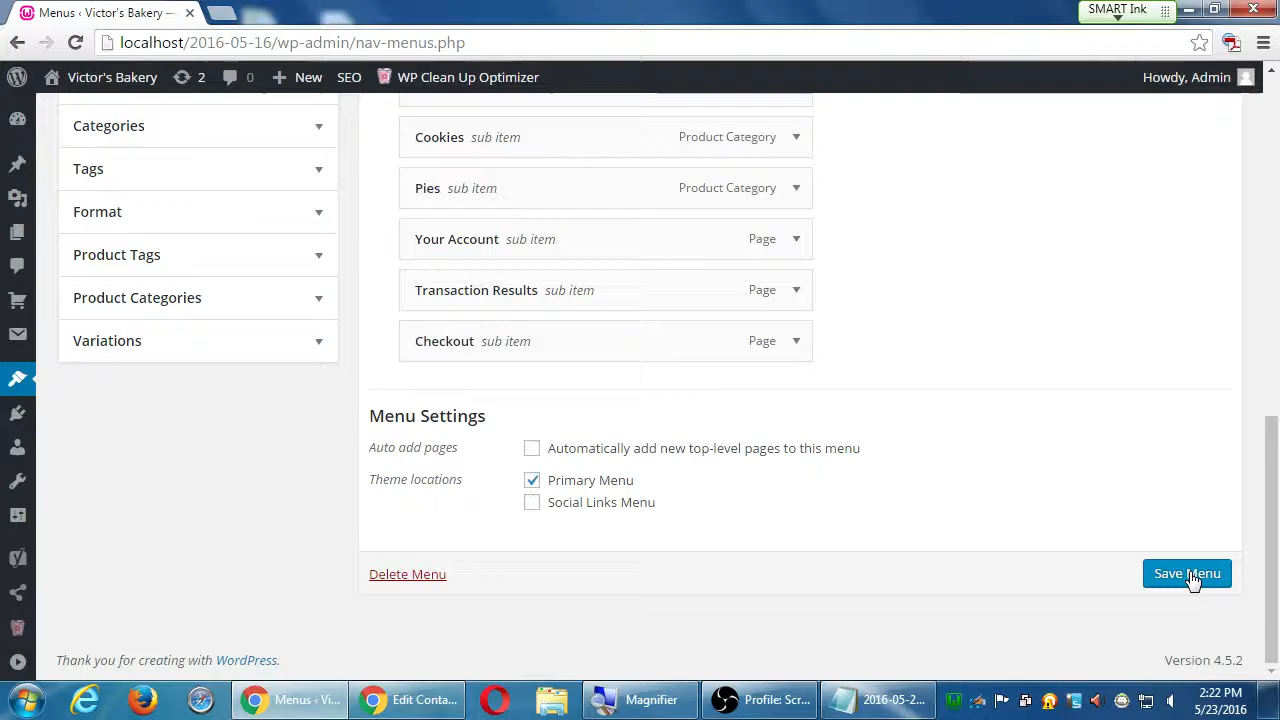 Menus ‹ Victor's Bakery —
SMART Ink
localhost/2016-05-16/wp-admin/nav-menus.php
Victor's Bakery 2 0 New SEO WP Clean Up Optimizer Howdy, Admin
Categories
Tags
Format
Product Tags
Product Categories
Variations
Cookies sub item Product Category
Pies sub item Product Category
Your Account sub item Page
Transaction Results sub item Page
Checkout sub item Page
Menu Settings
Auto add pages Automatically add new top-level pages to this menu
Theme locations Primary Menu
Social Links Menu
Delete Menu Save Menu
Thank you for creating with WordPress. Version 4.5.2
Menus ‹ Vi... Edit Conta... Magnifier Profile: Scr... 2016-05-2...
2:22 PM
5/23/2016